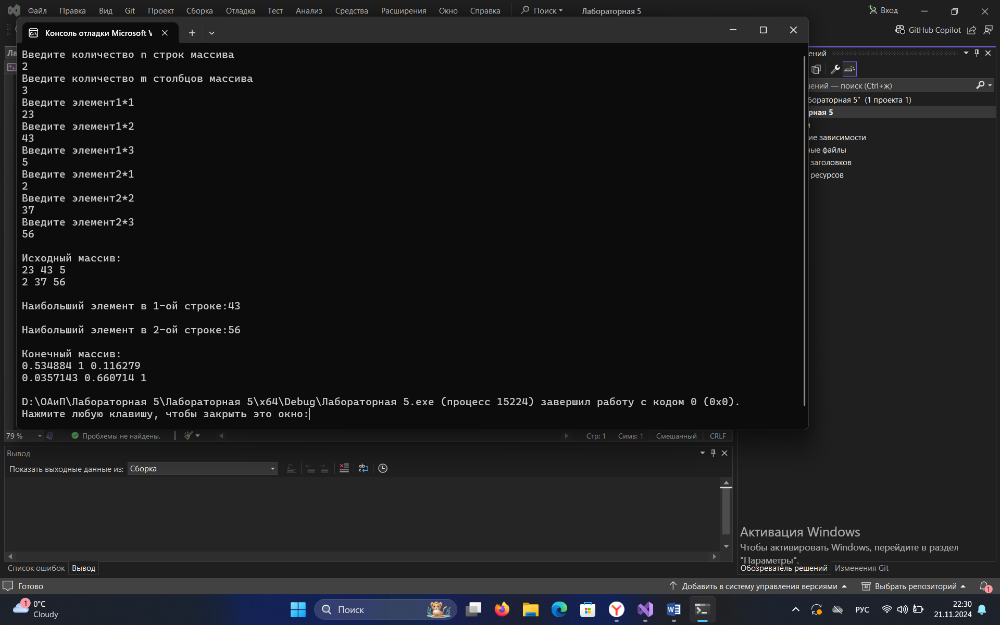 Файл Правка Вид Git Проект Сборка Отладка Тест Анализ Средства Расширения Окно Справка Поиск Лабораторная 5 Вход
GitHub Copilot
Консоль отладки Microsoft V
Введите количество n строк массива
2
Введите количество m столбцов массива
3
Введите элемент1*1
23
Введите элемент1*2
43
Введите элемент1*3
5
Введите элемент2*1
2
Введите элемент2*2
37
Введите элемент2*3
56
Исходный массив:
23 43 5
2 37 56
Наибольший элемент в 1-ой строке:43
Наибольший элемент в 2-ой строке:56
Конечный массив:
0.534884 1 0.116279
0.0357143 0.660714 1
D:\ОАиП\Лабораторная 5\Лабораторная 5\x64\Debug\Лабораторная 5.exe (процесс 15224) завершил работу с кодом 0 (0x0).
Нажмите любую клавишу, чтобы закрыть это окно:
Ла
ений
ений — поиск (Ctrl+ж)
бораторная 5" (1 проекта 1)
рная 5
и
ие зависимости
ные файлы
заголовков
ресурсов
79 % Проблемы не найдены. Стр: 1 Симв: 1 Смешанный CRLF
Вывод
Показать выходные данные из: Сборка
Список ошибок Вывод
Активация Windows
Чтобы активировать Windows, перейдите в раздел
"Параметры".
Обозреватель решений Изменения Git
Готово Добавить в систему управления версиями Выбрать репозиторий 1
1 0°C
Cloudy
Поиск
РУС
22:30
21.11.2024